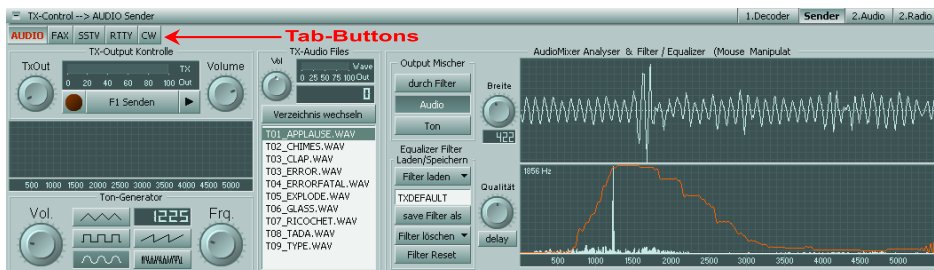 TX-Control --> AUDIO Sender
1.Decoder Sender 2.Audio 2.Radio
AUDIO FAX SSTV RTTY CW
Tab-Buttons
TX-Output Kontrolle
TxOut
TX
Out
0 20 40 60 80 100
Volume
F1 Senden
500 1000 1500 2000 2500 3000 3500 4000 4500 5000
Ton-Generator
Vol.
1225
Frq.
TX-Audio Files
Vol
Wave
0 25 50 75 100 Out
0
Verzeichnis wechseln
T01_APPLAUSE.WAV
T02_CHIMES.WAV
T03_CLAP.WAV
T03_ERROR.WAV
T04_ERRORFATAL.WAV
T05_EXPLODE.WAV
T06_GLASS.WAV
T07_RICOCHET.WAV
T08_TADA.WAV
T09_TYPE.WAV
Output Mischer
durch Filter
Audio
Ton
Equalizer Filter
Laden/Speichern
Filter laden
TXDEFAULT
save Filter als
Filter löschen
Filter Reset
AudioMixer Analyser & Filter / Equalizer (Mouse Manipulat
Breite
422
Qualität
delay
1856 Hz
500 1000 1500 2000 2500 3000 3500 4000 4500 5000